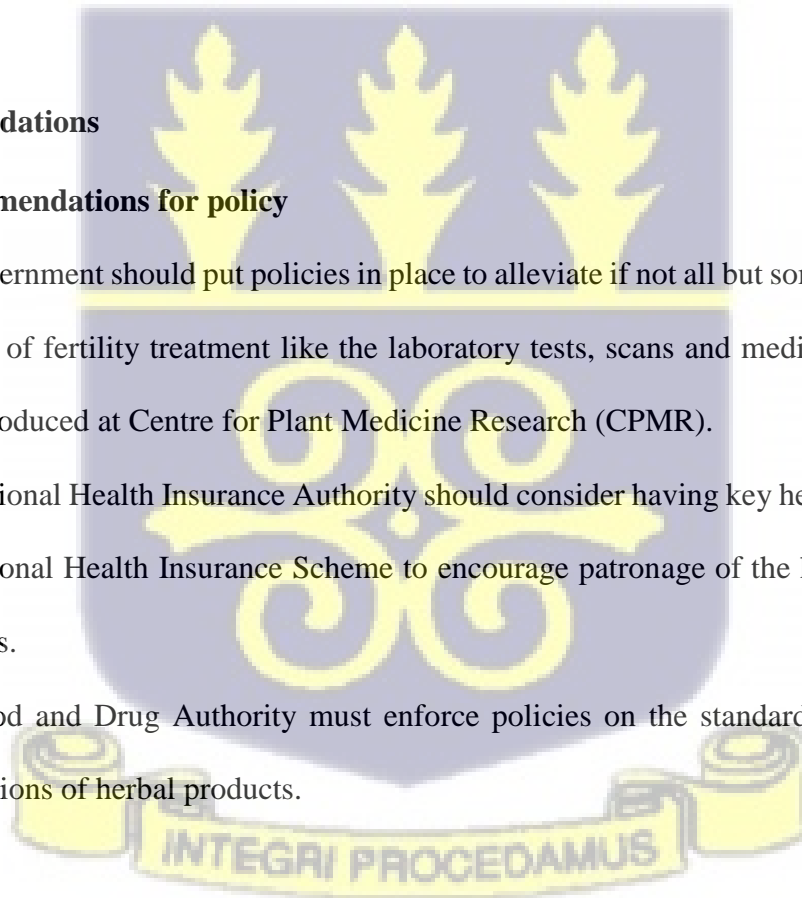 dations
mendations for policy
ernment should put policies in place to alleviate if not all but sor
of fertility treatment like the laboratory tests, scans and medi
oduced at Centre for Plant Medicine Research (CPMR).
ional Health Insurance Authority should consider having key he
onal Health Insurance Scheme to encourage patronage of the
s.
od and Drug Authority must enforce policies on the standard
ions of herbal products.
INTEGRI PROCEDAMUS